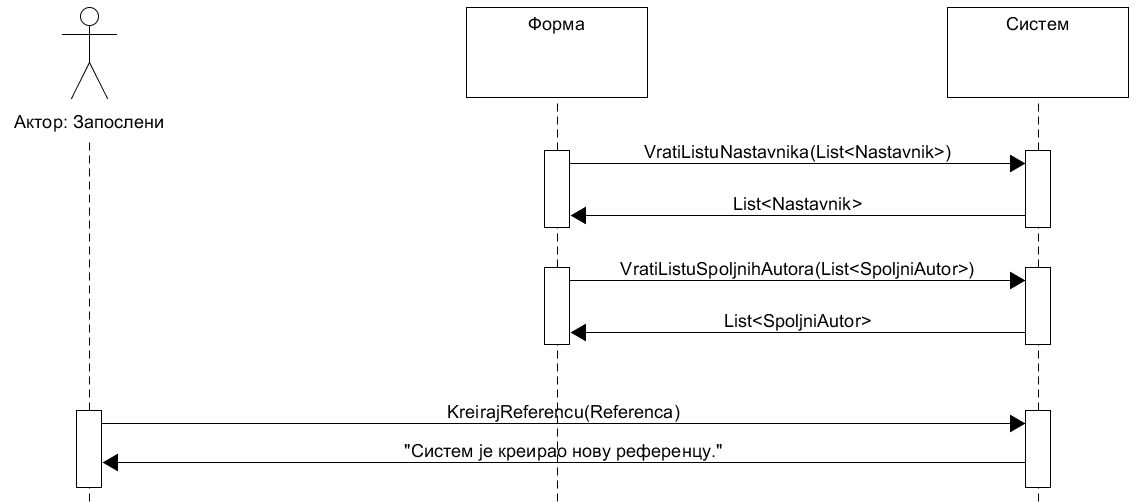 Форма
Систем
Актор: Запослени
VratiListuNastavnika(List<Nastavnik>)
List<Nastavnik>
VratiListuSpoljnihAutora(List<SpoljniAutor>)
List<SpoljniAutor>
KreirajReferencu(Referenca)
"Систем је креирао нову референцу."